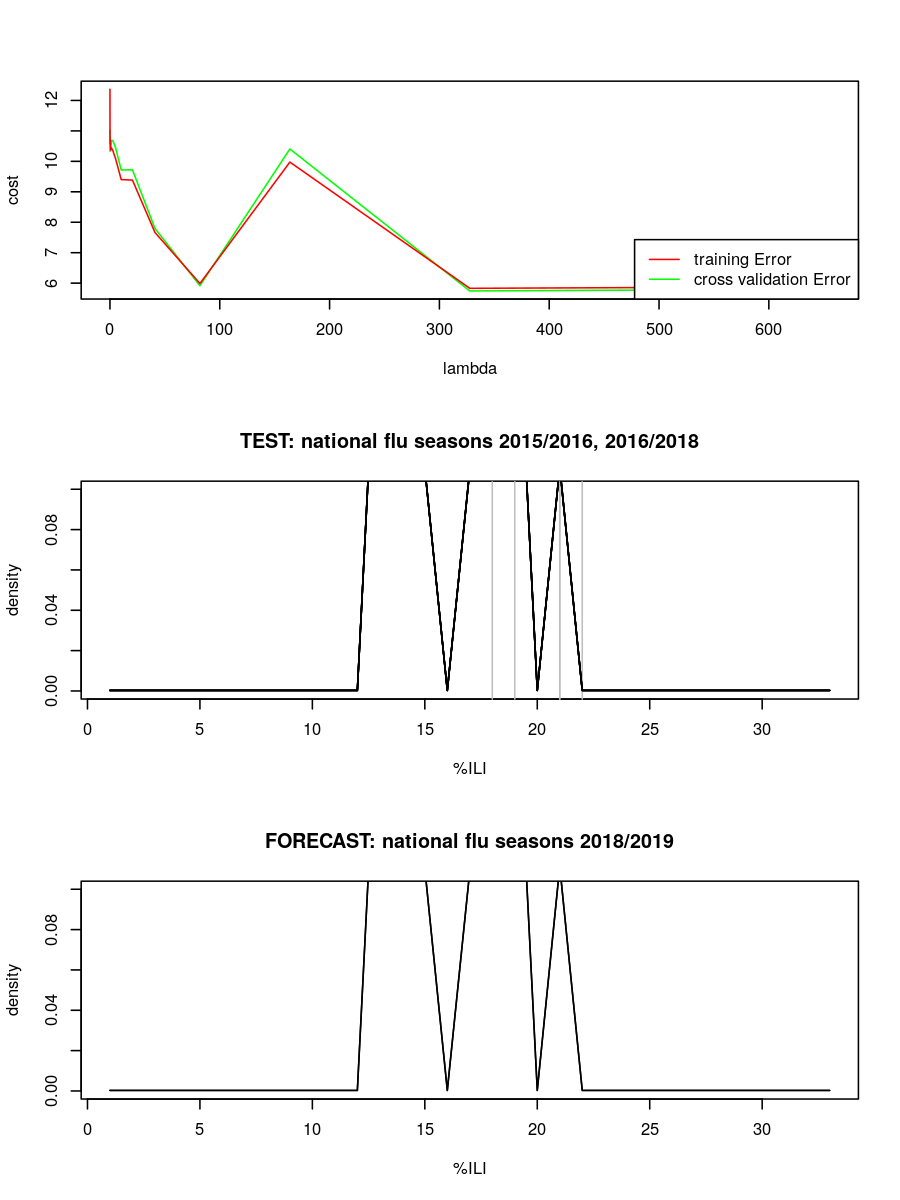 12
10
9
8
7
6
cost
training Error
cross validation Error
0 100 200 300 400 500 600
lambda
TEST: national flu seasons 2015/2016, 2016/2018
0.08
0.04
0.00
density
0 5 10 15 20 25 30
%ILI
FORECAST: national flu seasons 2018/2019
0.08
0.04
0.00
density
0 5 10 15 20 25 30
%ILI